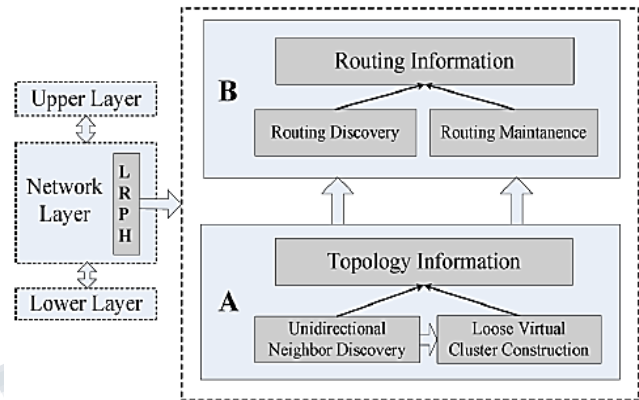 Upper Layer
Network
Layer
L
R
P
H
Lower Layer
B
Routing Information
Routing Discovery
Routing Maintanence
A
Topology Information
Unidirectional
Neighbor Discovery
Loose Virtual
Cluster Construction